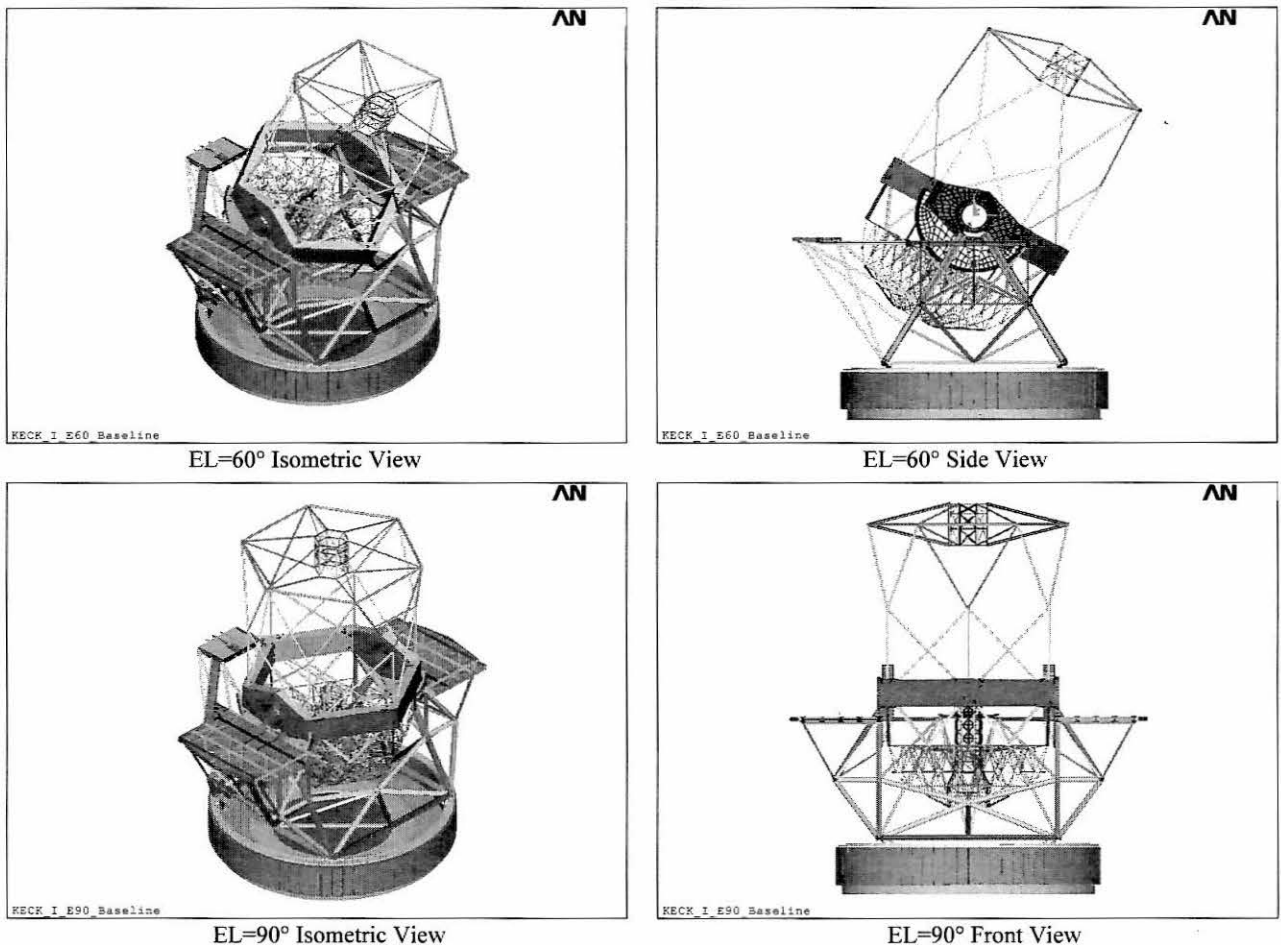 ΛN
ΛN
KECK_I_E60_Baseline
KECK_I_E60_Baseline
EL=60° Isometric View
EL=60° Side View
ΛN
ΛN
KECK_I_E90_Baseline
KECK_I_E90_Baseline
EL=90° Isometric View
EL=90° Front View